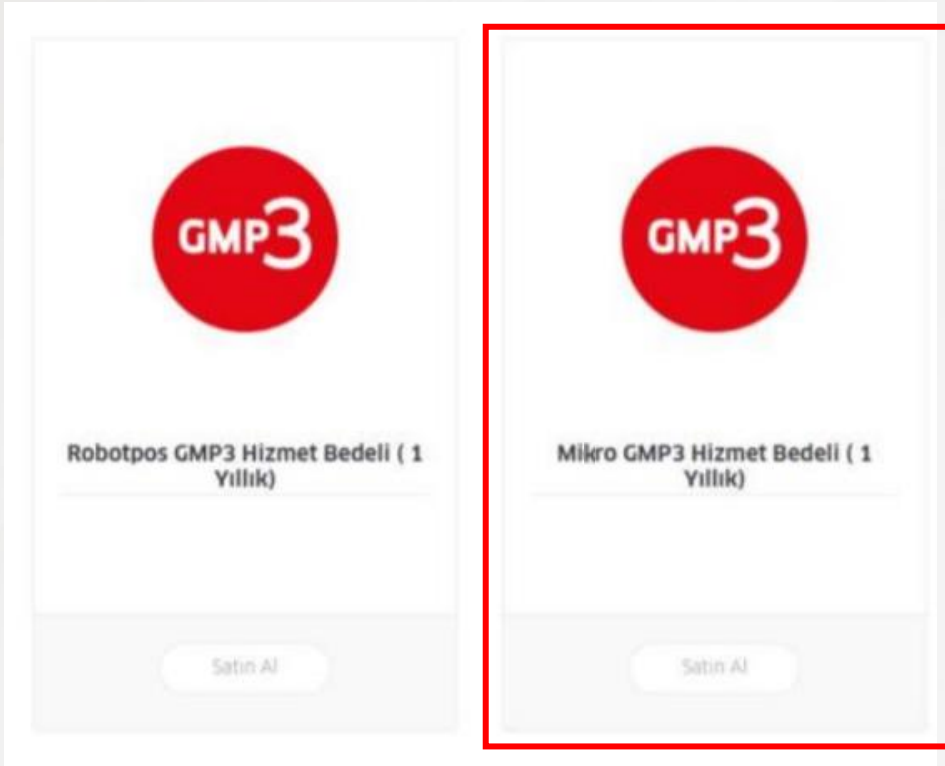 GMP3
Robotpos GMP3 Hizmet Bedeli ( 1
Yıllık)
Satın Al
GMP3
Mikro GMP3 Hizmet Bedeli ( 1
Yıllık)
Satın Al